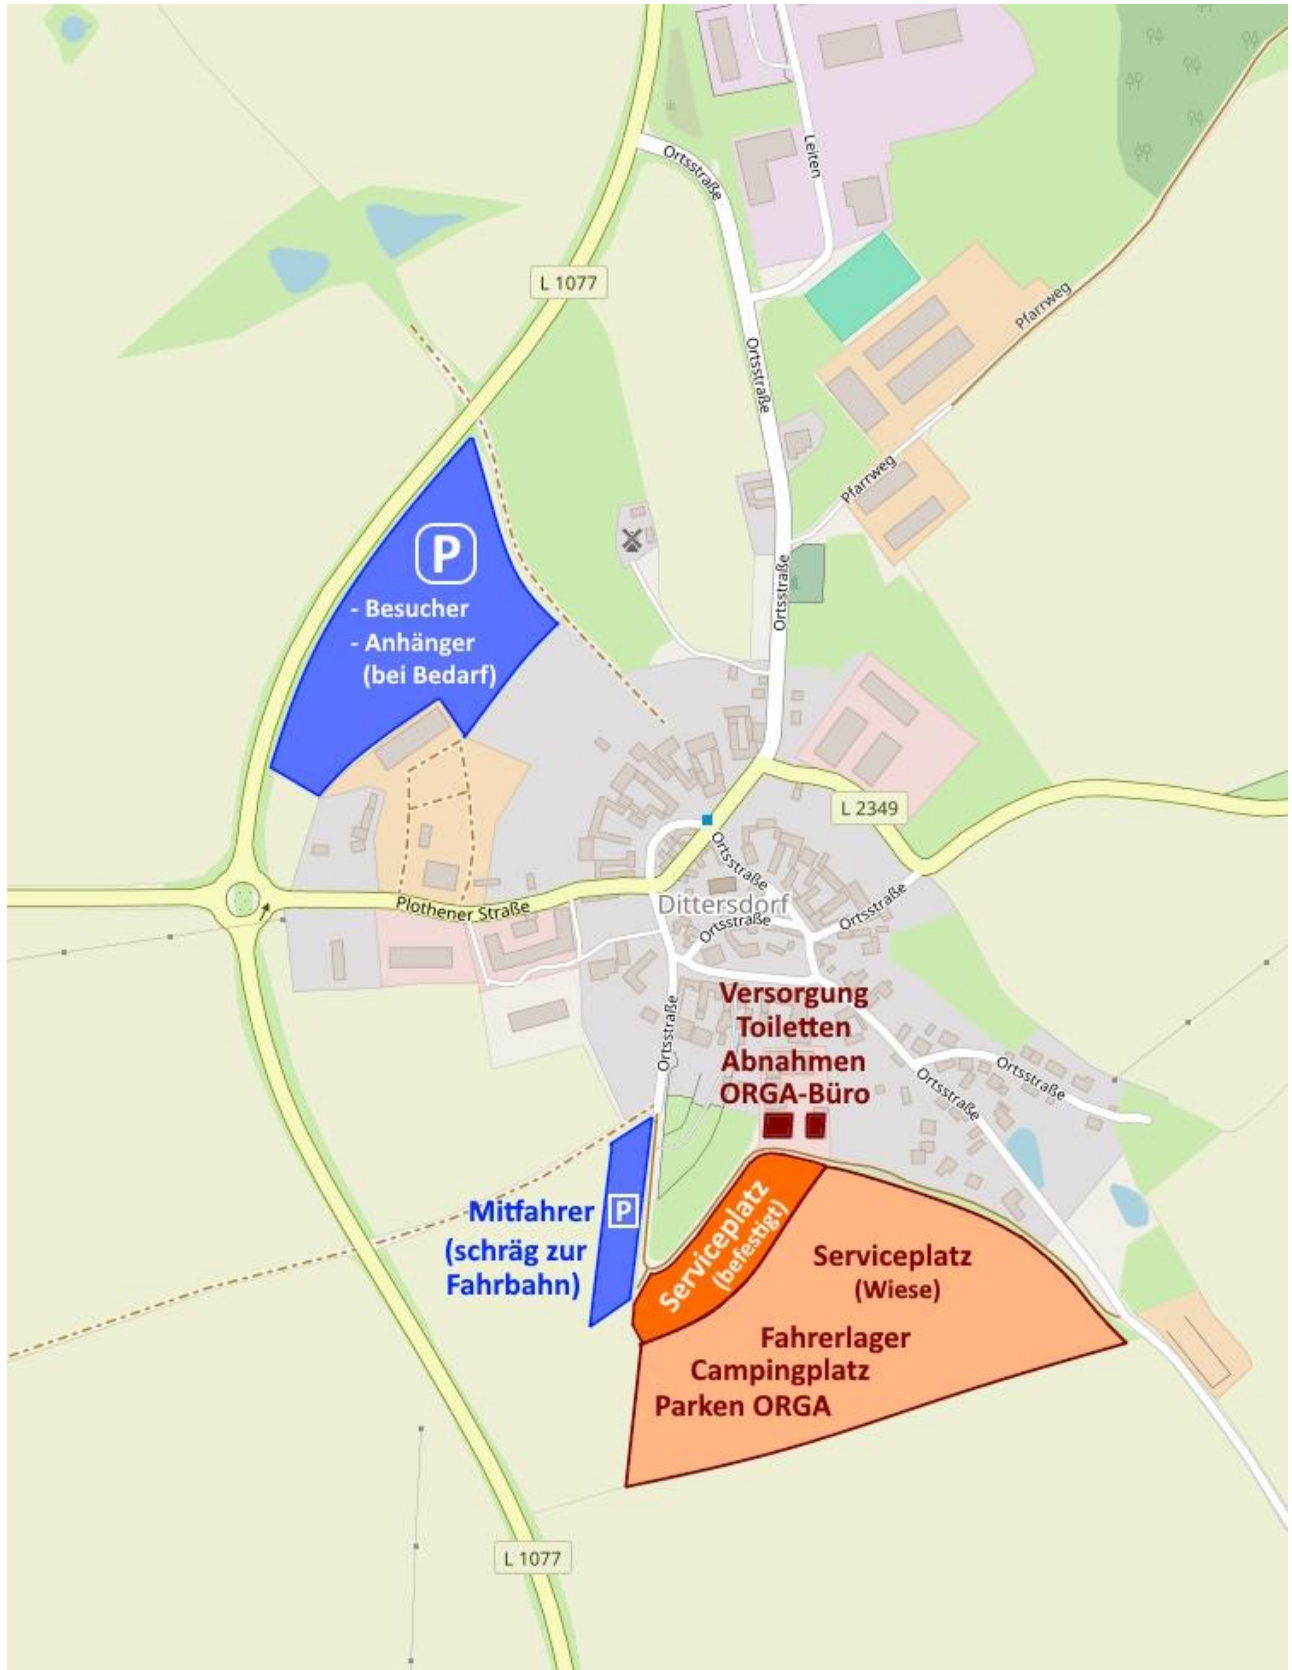 Ortsstraße
Leiten
L 1077
Pfarrweg
Ortsstraße
Pfarrweg
P
- Besucher
- Anhänger
(bei Bedarf)
Ortsstraße
L 2349
Ortsstraße
Plothener Straße
Dittersdorf
Ortsstraße
Ortsstraße
Versorgung
Toiletten
Abnahmen
ORGA-Büro
Ortsstraße
Ortsstraße
Ortsstraße
Mitfahrer
P
(schräg zur
Fahrbahn)
Serviceplatz
(befestigt)
Serviceplatz
(Wiese)
Fahrerlager
Campingplatz
Parken ORGA
L 1077